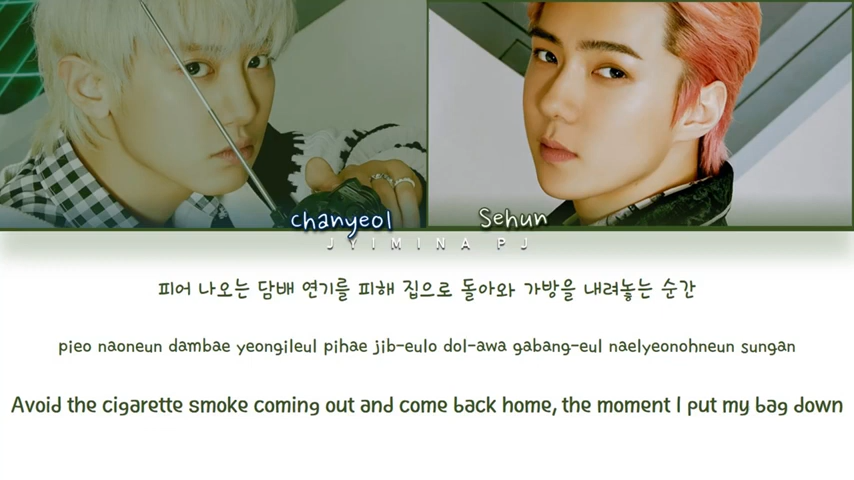 chanyeol Sehun
JYIMINA PJ
피어 나오는 담배 연기를 피해 집으로 돌아와 가방을 내려놓는 순간
pieo naoneun dambae yeongileul pihae jib-eulo dol-awa gabang-eul naelyeonohneun sungan
Avoid the cigarette smoke coming out and come back home, the moment I put my bag down